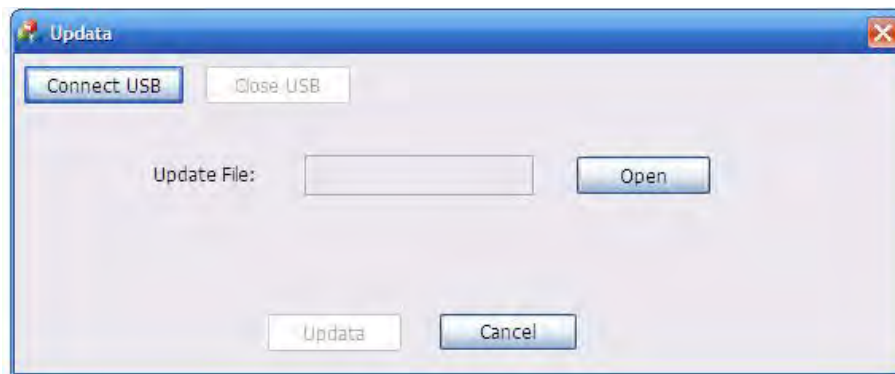 Updata
Connect USB Close USB
Update File: Open
Updata Cancel